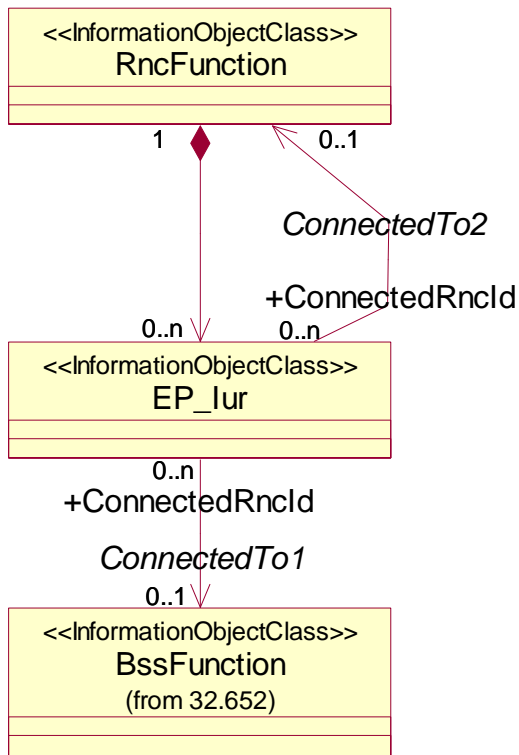 <<InformationObjectClass>>
RncFunction
1
0..1
ConnectedTo2
+ConnectedRncId
0..n
0..n
<<InformationObjectClass>>
EP_Iur
0..n
+ConnectedRncId
ConnectedTo1
0..1
<<InformationObjectClass>>
BssFunction
(from 32.652)